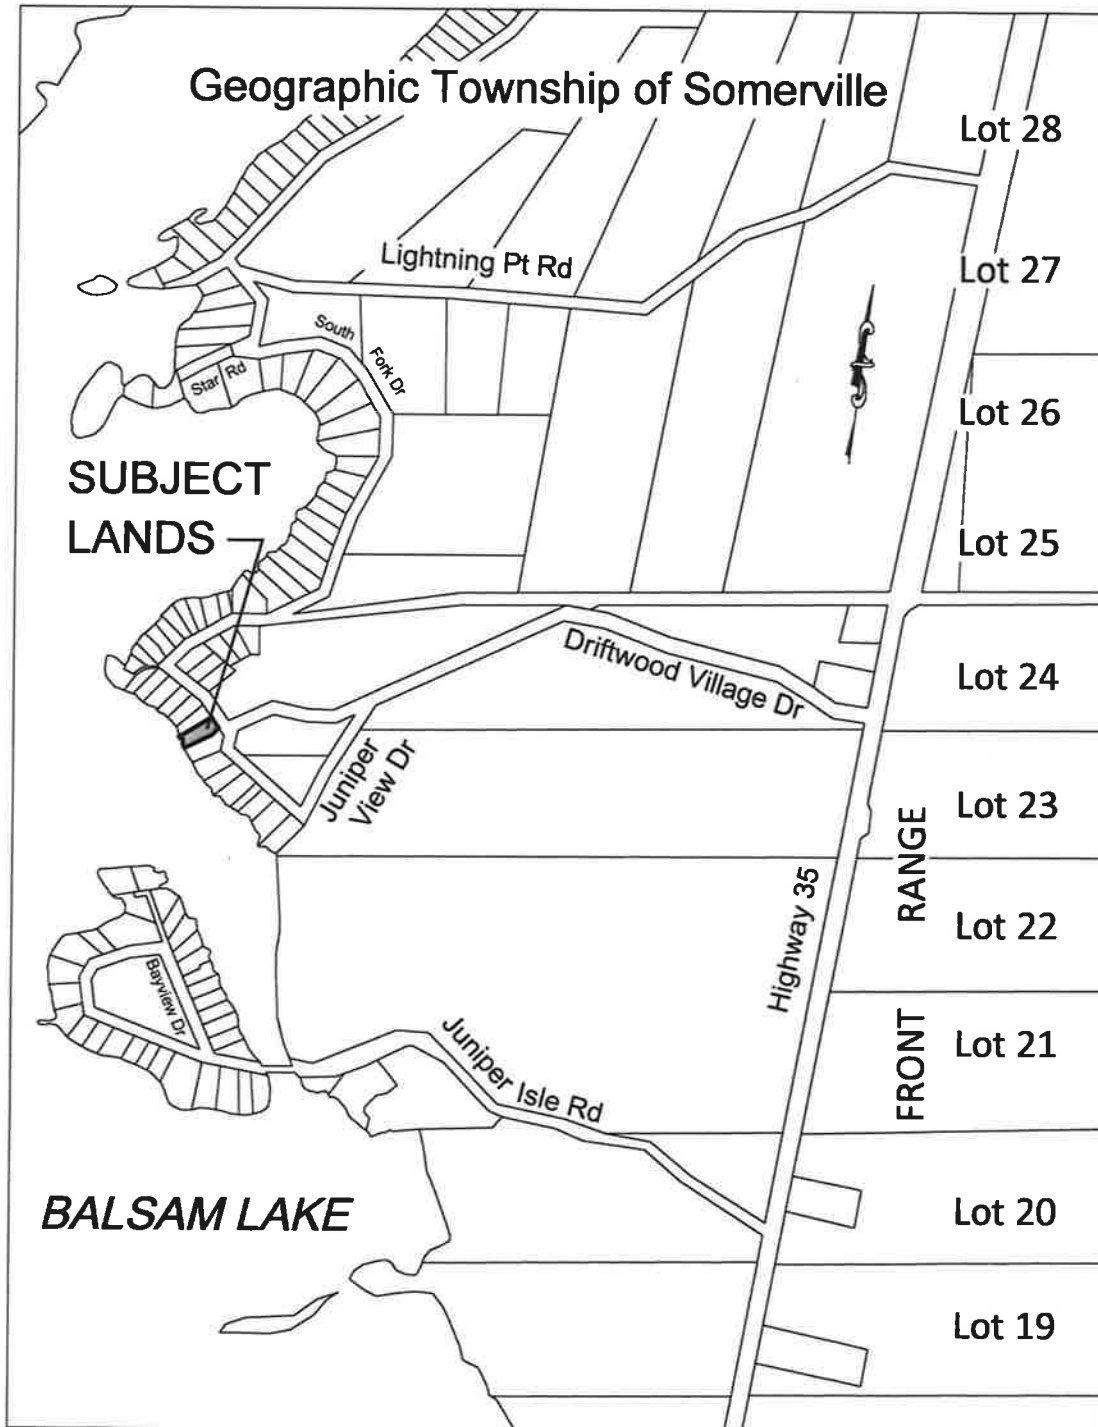 Geographic Township of Somerville
Lot 28
Lightning Pt Rd
Lot 27
South
Fork Dr
Star Rd
Lot 26
SUBJECT
LANDS
Lot 25
Driftwood Village Dr
Lot 24
Juniper
View Dr
Lot 23
RANGE
Highway 35
Lot 22
Bayview Dr
FRONT
Lot 21
Juniper Isle Rd
BALSAM LAKE
Lot 20
Lot 19